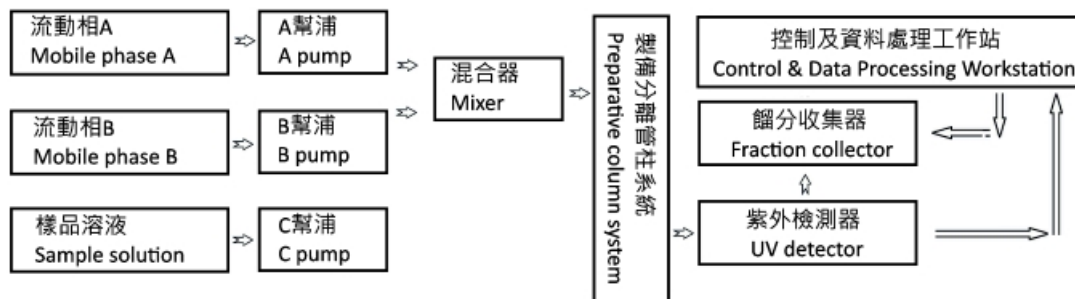 流動相A
Mobile phase A
A幫浦
A pump
流動相B
Mobile phase B
B幫浦
B pump
樣品溶液
Sample solution
C幫浦
C pump
混合器
Mixer
製備分離管柱系統
Preparative column system
控制及資料處理工作站
Control & Data Processing Workstation
餾分收集器
Fraction collector
紫外檢測器
UV detector